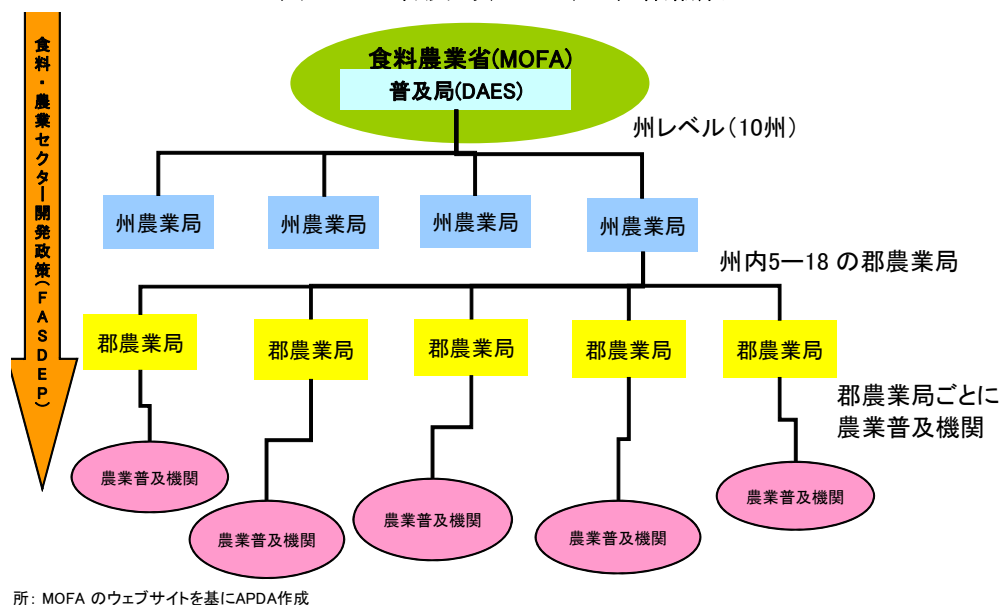 食料農業省(MOFA)
普及局(DAES)
州レベル(10州)
食料・農業セクター開発政策(FASDEP)
州農業局
州農業局
州農業局
州農業局
州内5ー18 の郡農業局
郡農業局
郡農業局
郡農業局
郡農業局
郡農業局
郡農業局ごとに
農業普及機関
農業普及機関
農業普及機関
農業普及機関
農業普及機関
農業普及機関
所: MOFA のウェブサイトを基にAPDA作成